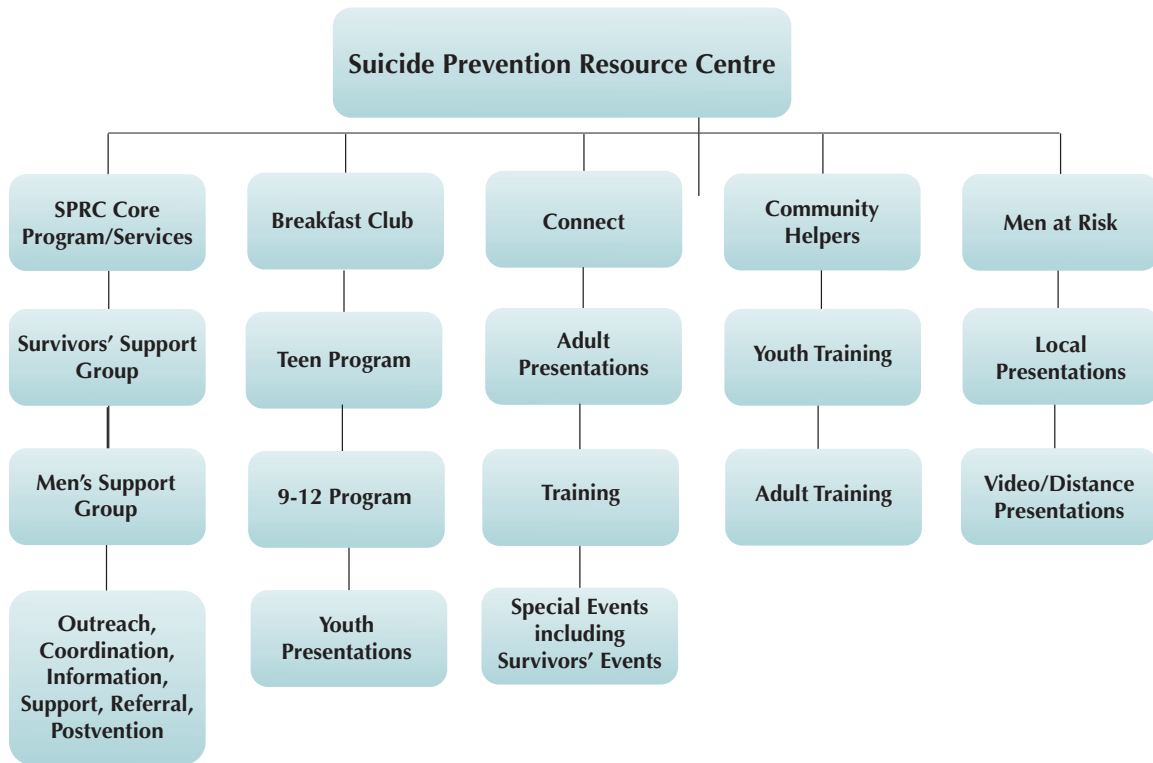 Suicide Prevention Resource Centre
SPRC Core
Program/Services
Breakfast Club
Connect
Community
Helpers
Men at Risk
Survivors’ Support
Group
Teen Program
Adult
Presentations
Youth Training
Local
Presentations
Men’s Support
Group
9-12 Program
Training
Adult Training
Video/Distance
Presentations
Outreach,
Coordination,
Information,
Support, Referral,
Postvention
Youth
Presentations
Special Events
including
Survivors’ Events